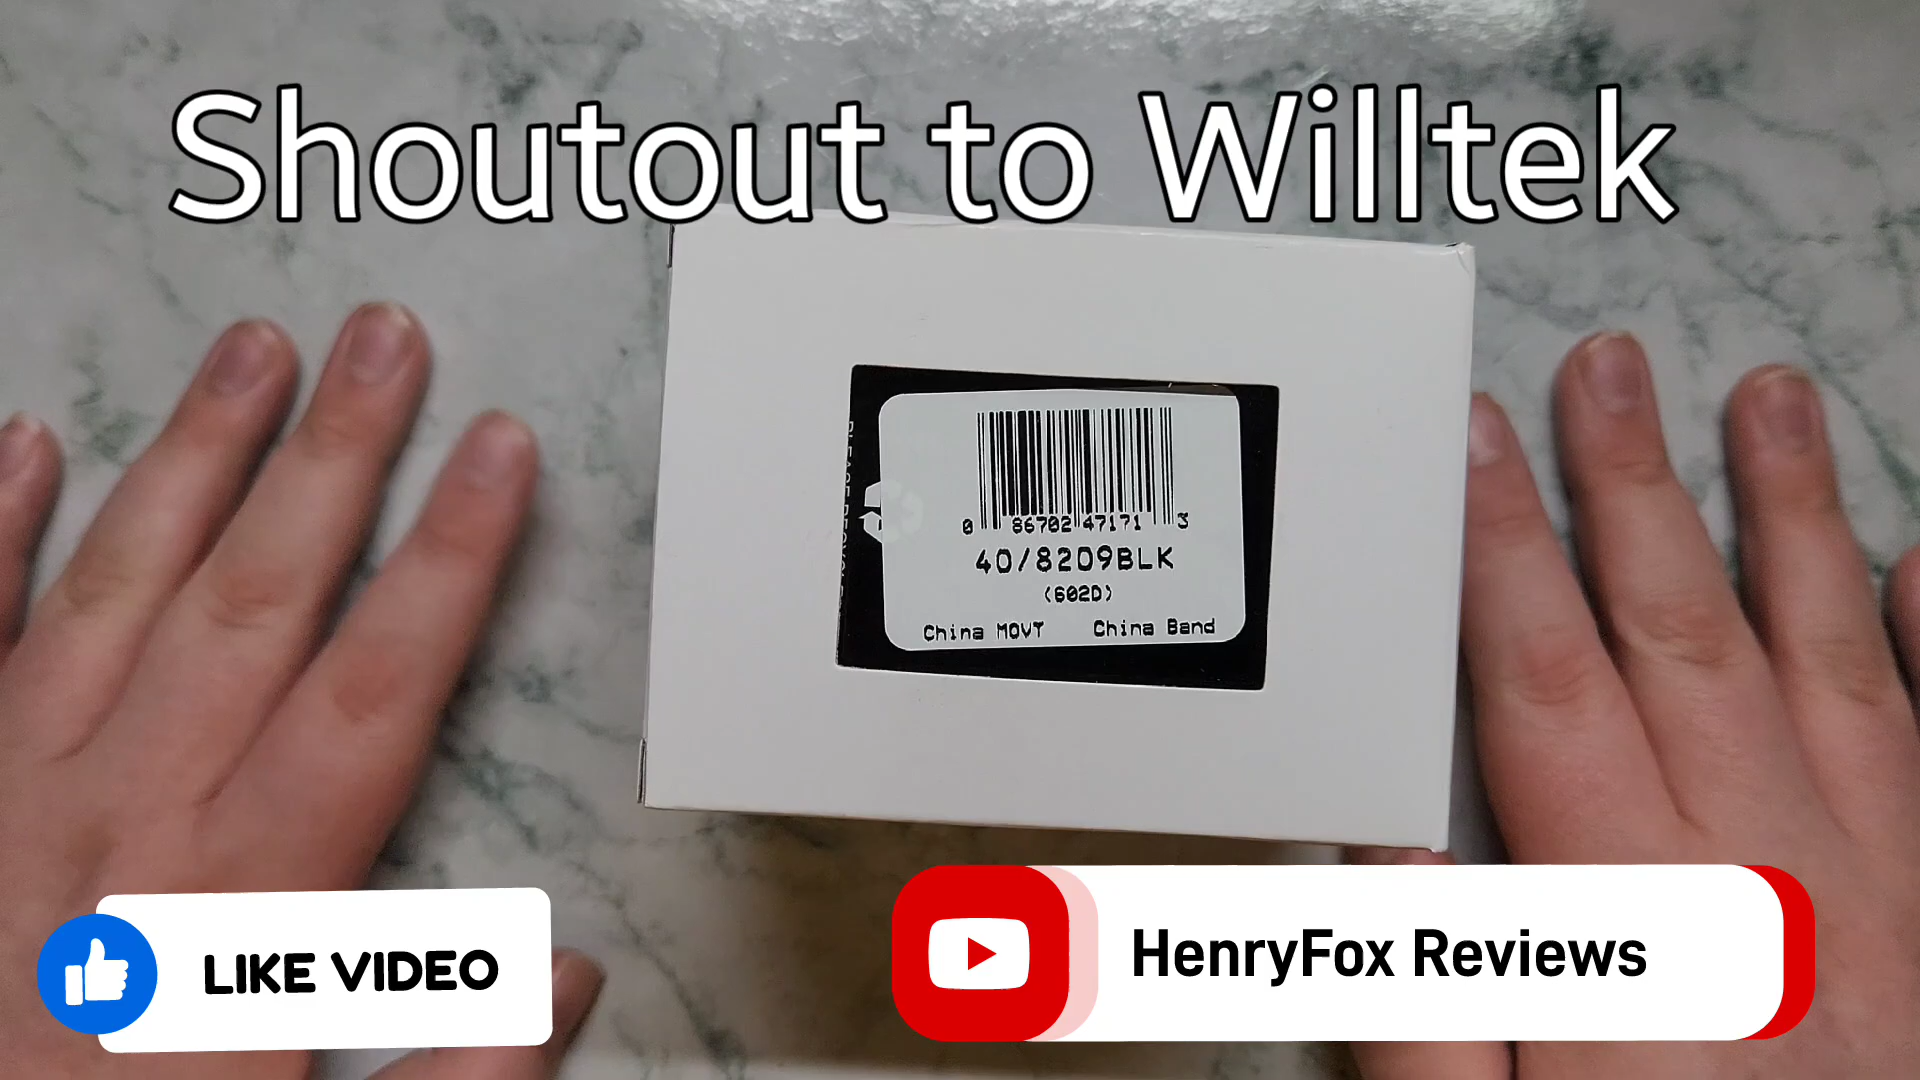 Shoutout to Willtek
0 86702 47171 3
40/8209BLK
(602D)
China MOVT China Band
LIKE VIDEO
HenryFox Reviews